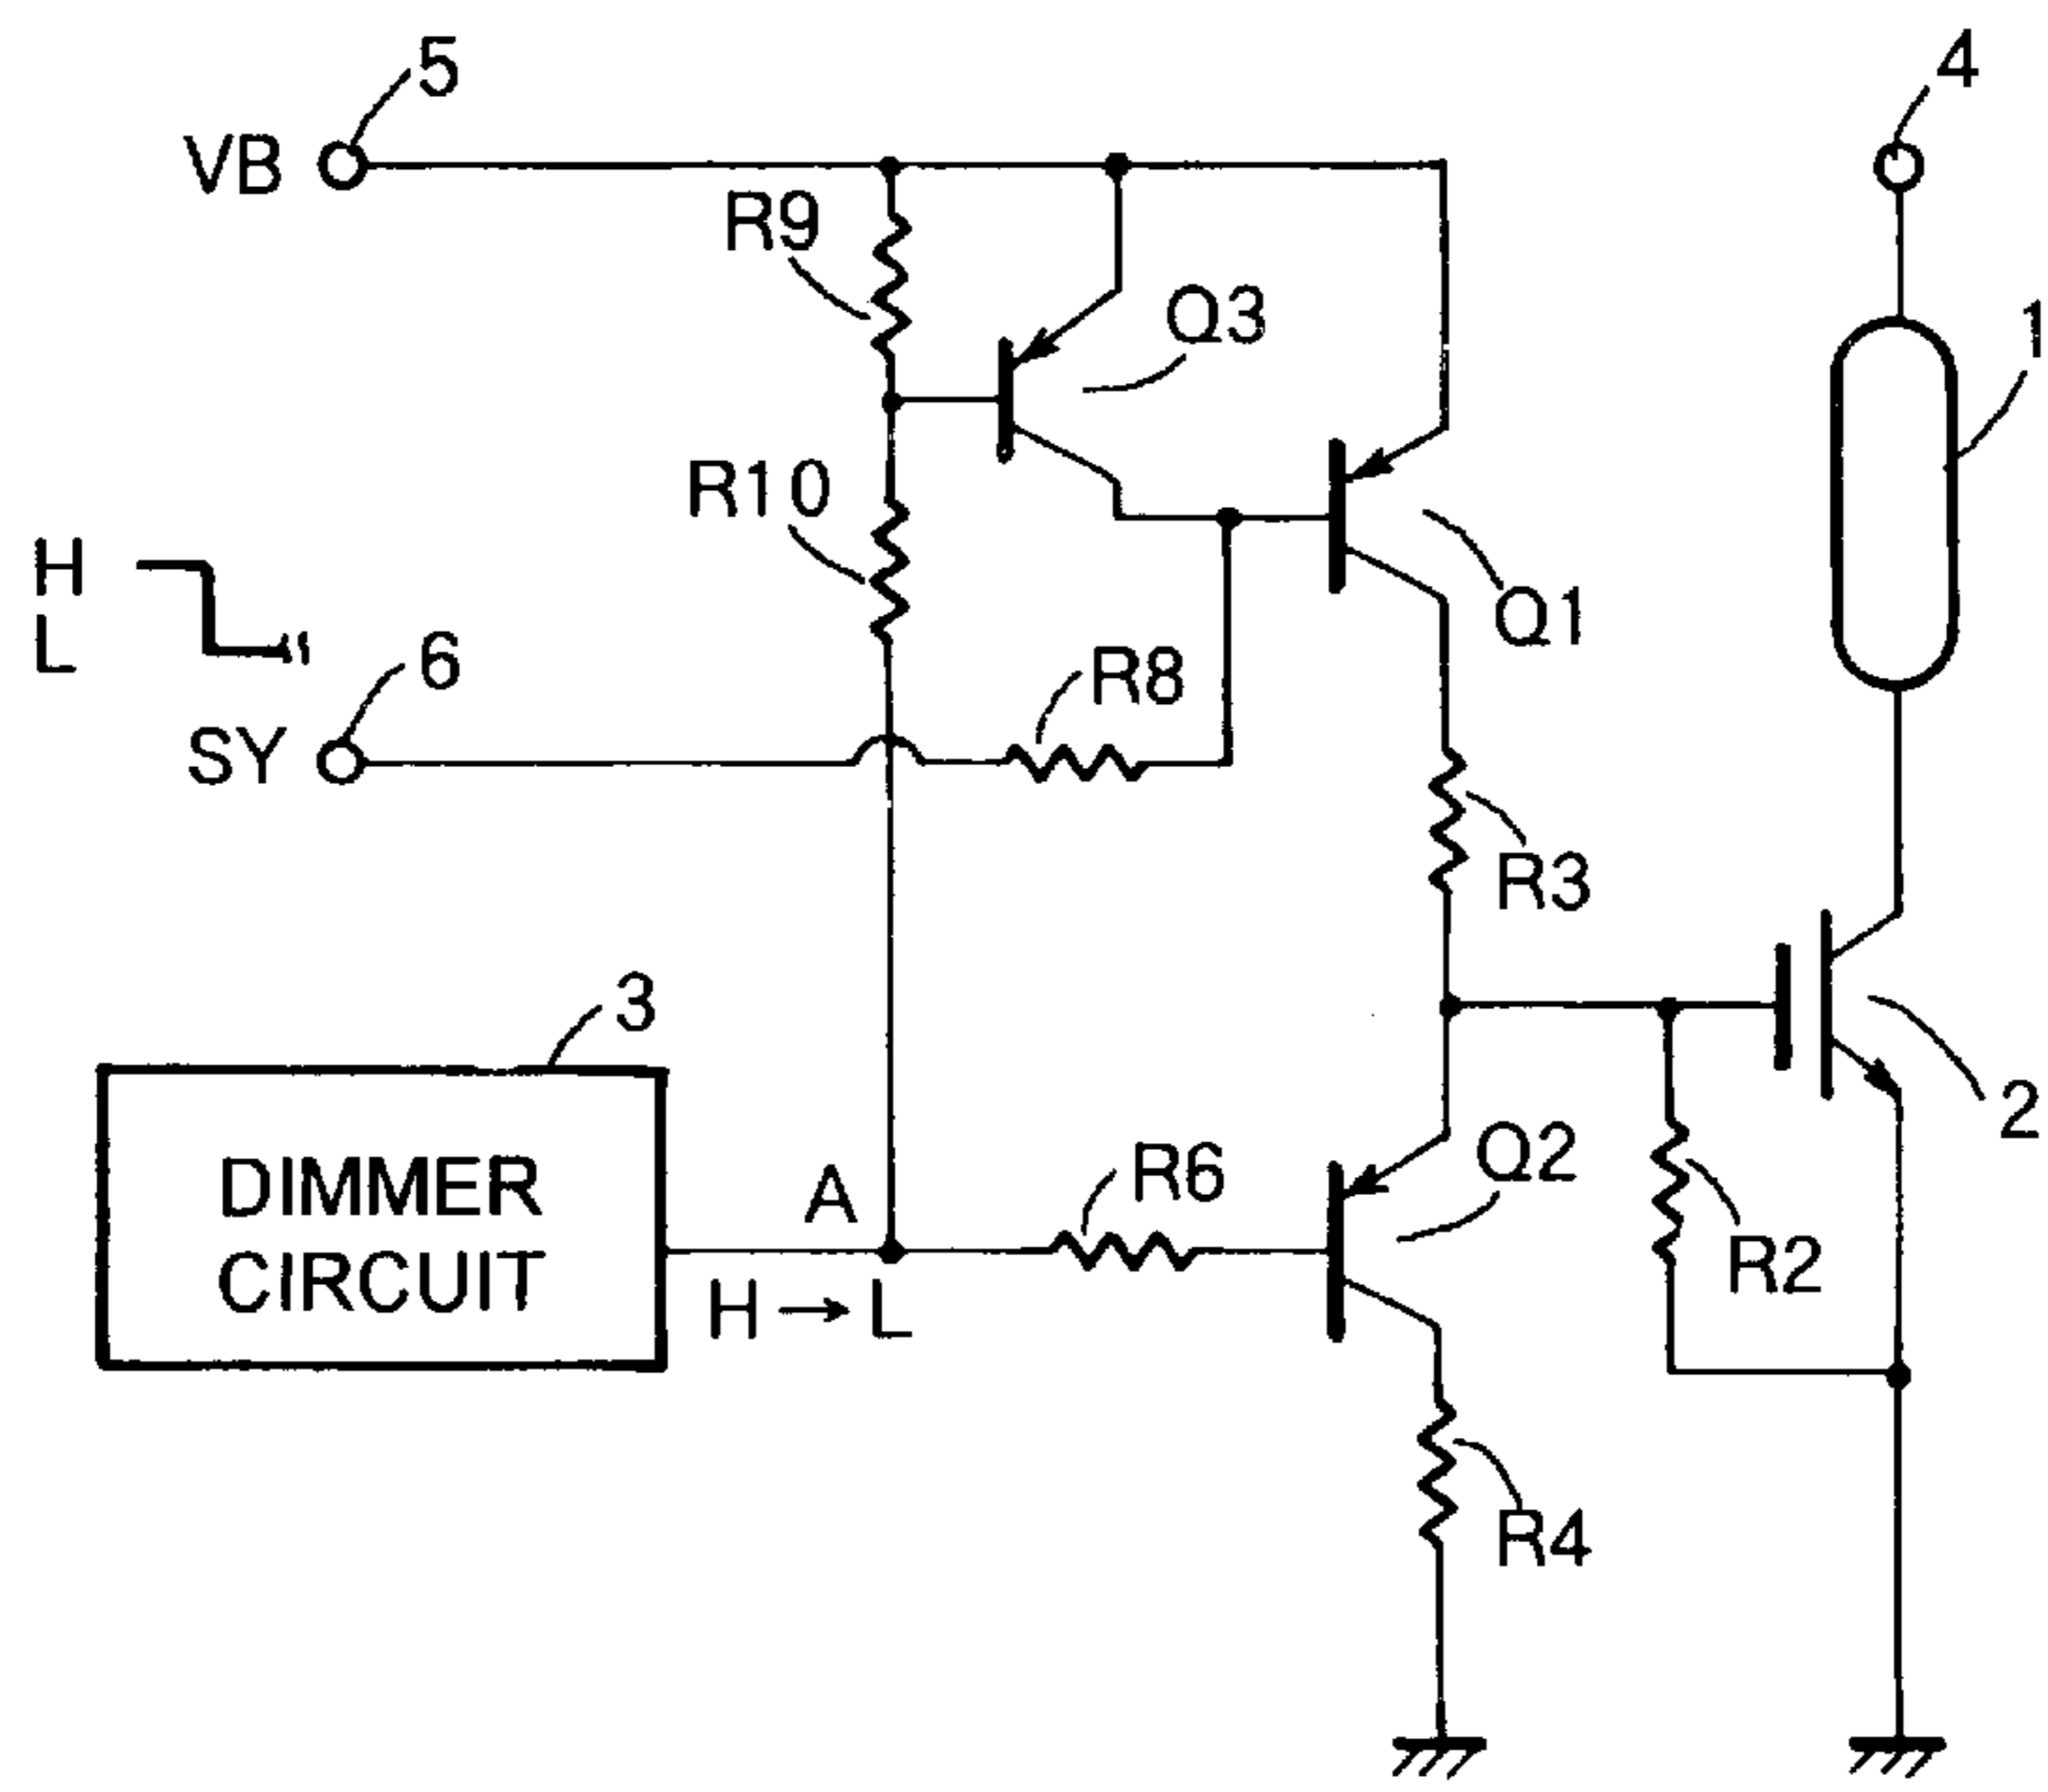 5
4
VB
R9
Q3
1
R10
H
Q1
L
6
R8
SY
R3
3
2
DIMMER
CIRCUIT
A
R6
Q2
R2
H → L
R4